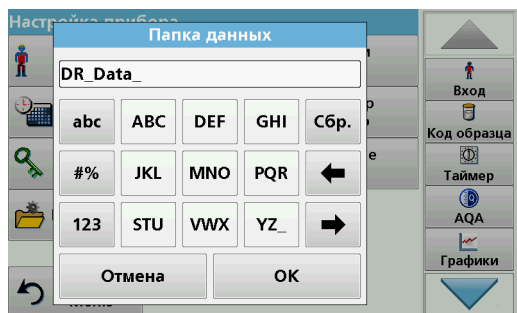 Настройка прибора
Папка данных
DR_Data_
abc ABC DEF GHI Сбр.
#% JKL MNO PQR
123 STU VWX YZ_
Отмена OK
Вход
Код образца
Таймер
AQA
Графики